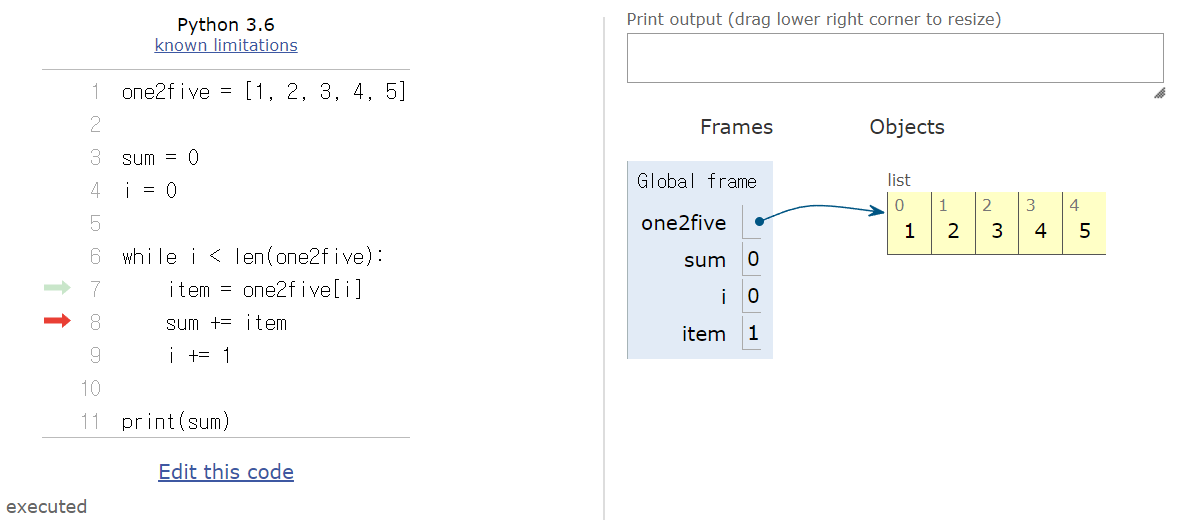 Python 3.6
known limitations
1 one2five = [1, 2, 3, 4, 5]
2
3 sum = 0
4 i = 0
5
6 while i < len(one2five):
7 item = one2five[i]
8 sum += item
9 i += 1
10
11 print(sum)
Edit this code
executed
Print output (drag lower right corner to resize)
Frames
Objects
Global frame
one2five
sum 0
i 0
item 1
list
0 1 2 3 4
1 2 3 4 5